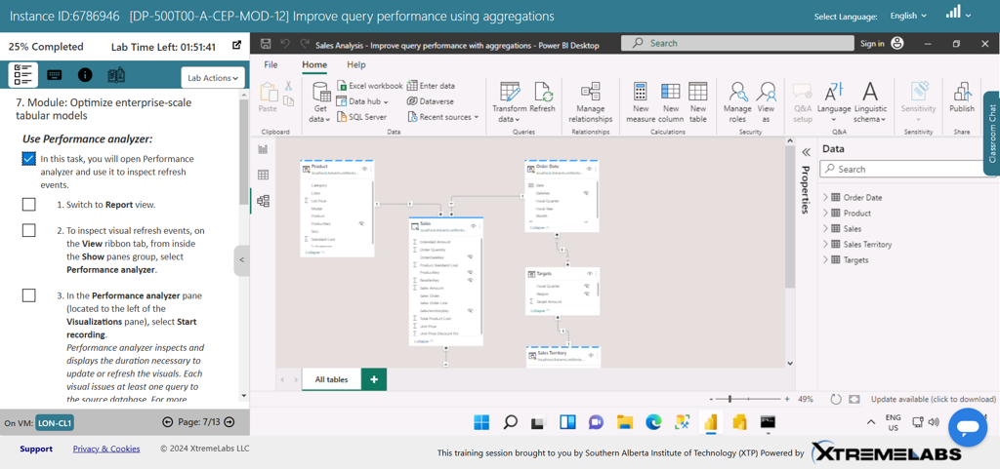 Instance ID:6786946 [DP-500T00-A-CEP-MOD-12] Improve query performance using aggregations
Select Language: English
25% Completed
Lab Time Left: 01:51:41
Lab Actions
7. Module: Optimize enterprise-scale
tabular models
Use Performance analyzer:
In this task, you will open Performance
analyzer and use it to inspect refresh
events.
1. Switch to Report view.
2. To inspect visual refresh events, on
the View ribbon tab, from inside
the Show panes group, select
Performance analyzer.
3. In the Performance analyzer pane
(located to the left of the
Visualizations pane), select Start
recording.
Performance analyzer inspects and
displays the duration necessary to
update or refresh the visuals. Each
visual issues at least one query to
the source database. For more
On VM: LON-CL1
Page: 7/13
Sales Analysis - Improve query performance with aggregations - Power BI Desktop
Search
Sign in
File
Home
Help
Paste
Clipboard
Get
data
Excel workbook
Data hub
SQL Server
Enter data
Dataverse
Recent sources
Data
Transform
data
Refresh
Queries
Manage
relationships
Relationships
New
measure
New
column
New
table
Calculations
Manage
roles
View
as
Security
Q&A
setup
Language
Linguistic
schema
Q&A
Sensitivity
Sensitivity
Publish
Share
Classroom Chat
Product
Category
Color
List Price
Model
Product
ProductKey
SKU
Standard Cost
Collapse
Order Date
Date
DateKey
Fiscal Quarter
Fiscal Year
Month
Collapse
Sales
Extended Amount
Order Quantity
OrderDateKey
Product Standard Cost
ProductKey
ResellerKey
Sales Amount
Sales Order
Sales Order Line
SalesTerritoryKey
Total Product Cost
Unit Price
Unit Price Discount Pct
Collapse
Targets
Fiscal Quarter
Region
Target Amount
Collapse
Sales Territory
Properties
Data
Search
Order Date
Product
Sales
Sales Territory
Targets
All tables
49%
Update available (click to download)
ENG
US
Support
Privacy & Cookies
© 2024 XtremeLabs LLC
This training session brought to you by Southern Alberta Institute of Technology (XTP) Powered by
XTREMELABS